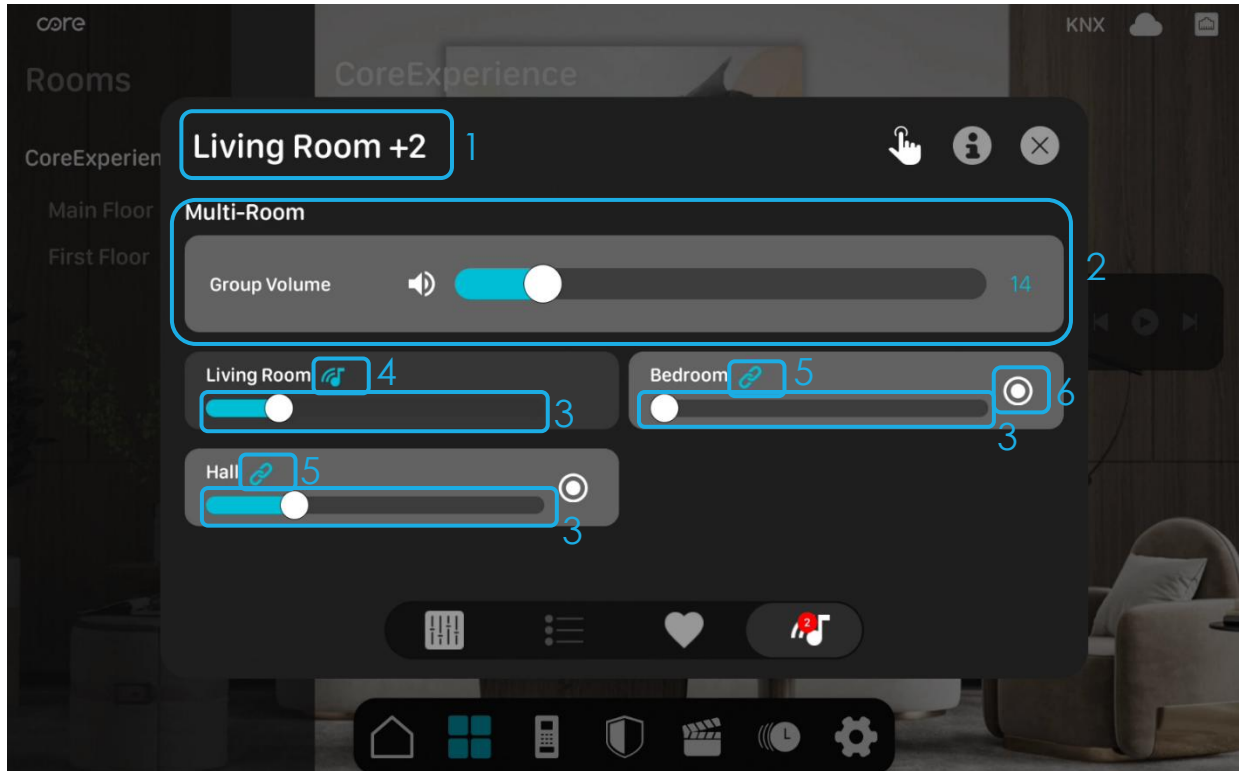 core
KNX
Rooms
CoreExperience
CoreExperien
Main Floor
First Floor
Living Room +2
1
Multi-Room
Group Volume
14
2
Living Room
4
3
Bedroom
5
6
3
Hall
5
3
2
L